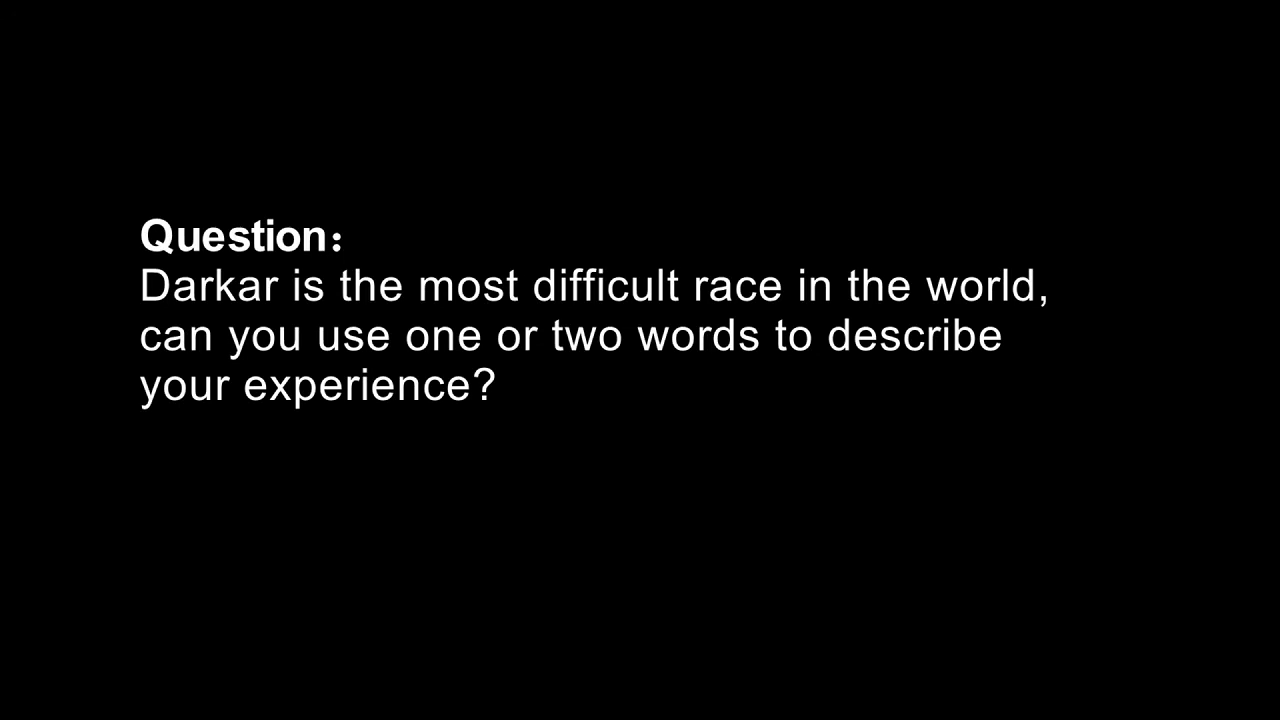 Question:
Darkar is the most difficult race in the world,
can you use one or two words to describe
your experience?